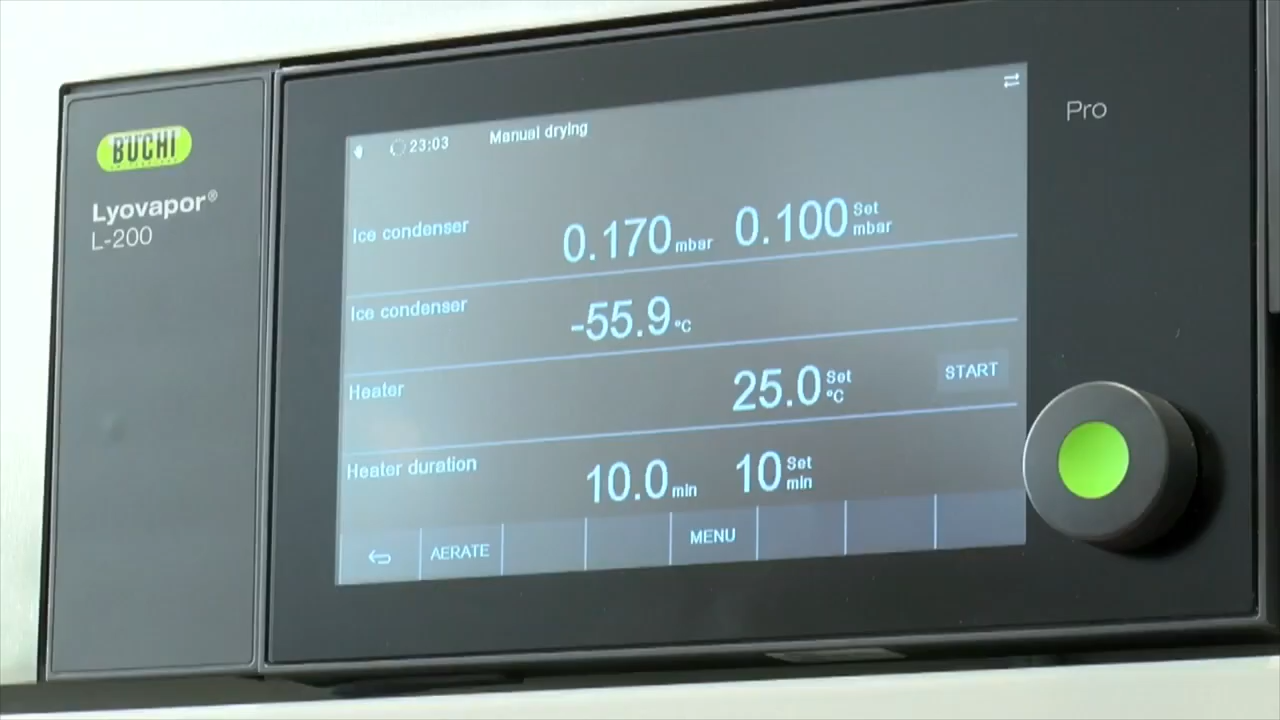 BUCHI
Lyovapor®
L-200
Pro
23:03 Manual drying
Ice condenser 0.170 mbar 0.100 Set mbar
Ice condenser -55.9 °C
Heater 25.0 Set °C START
Heater duration 10.0 min 10 Set min
AERATE MENU